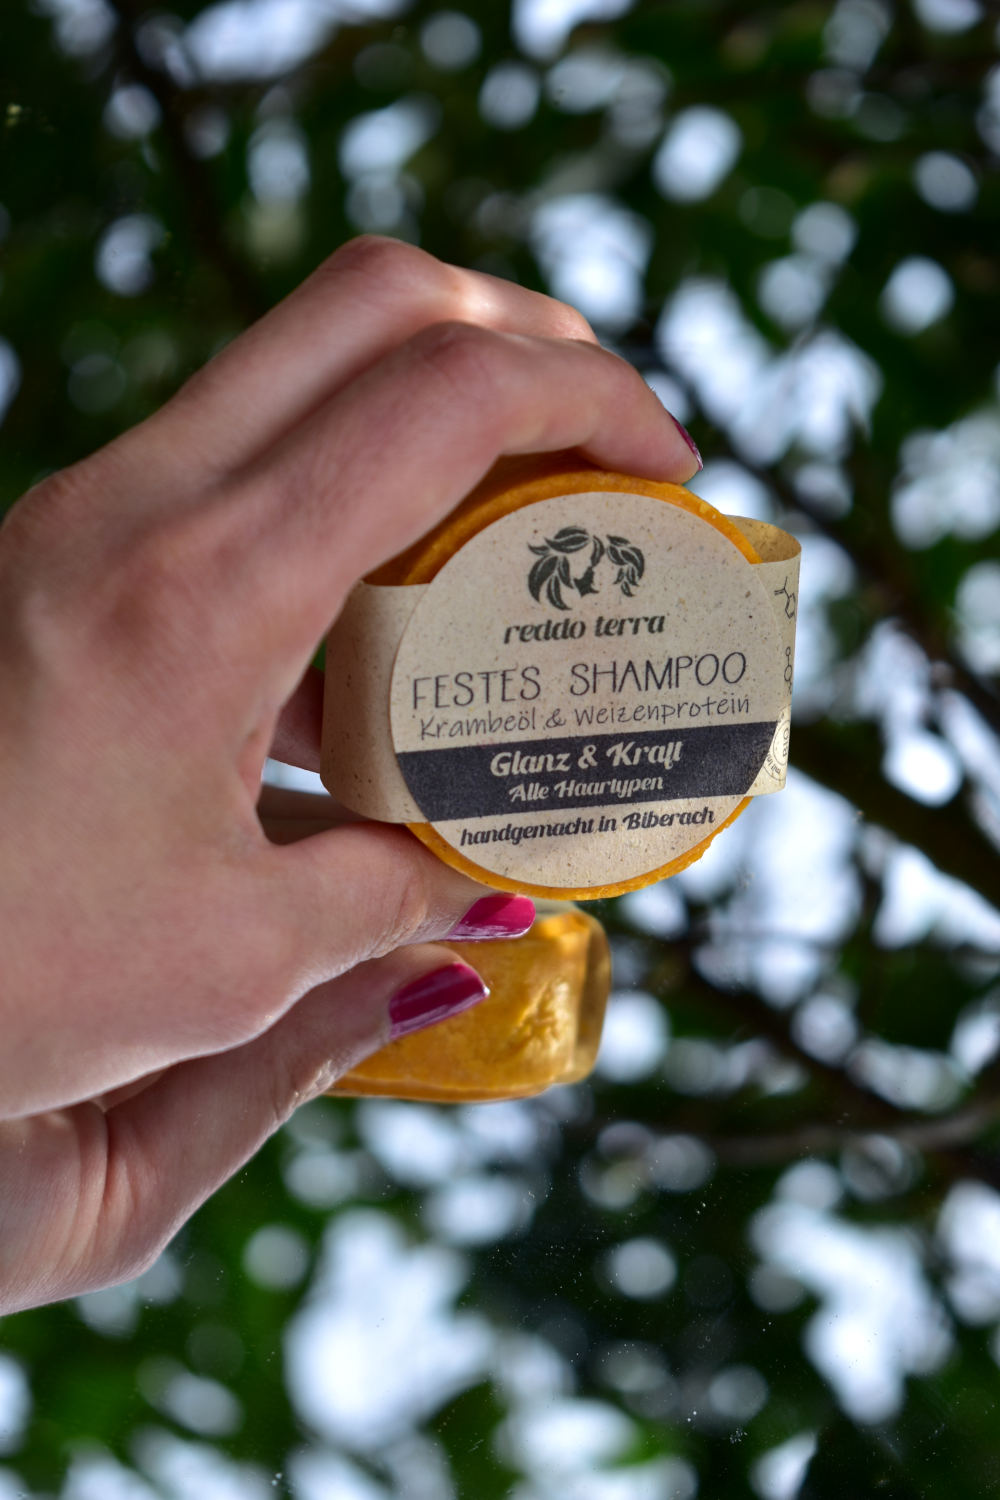 reddo terra
FESTES SHAMPOO
Krambeöl & Weizenprotein
Glanz & Kraft
Alle Haartypen
handgemacht in Biberach